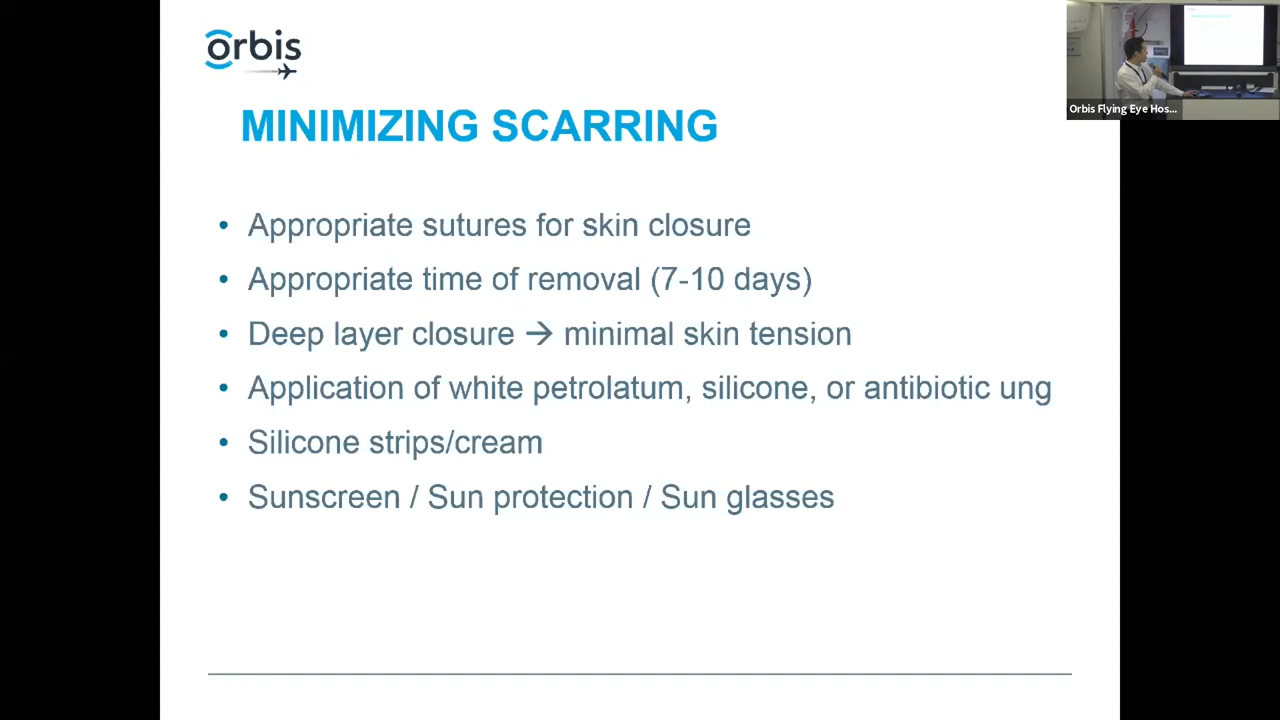 orbis
MINIMIZING SCARRING
• Appropriate sutures for skin closure
• Appropriate time of removal (7-10 days)
• Deep layer closure → minimal skin tension
• Application of white petrolatum, silicone, or antibiotic ung
• Silicone strips/cream
• Sunscreen / Sun protection / Sun glasses
Orbis Flying Eye Hos...